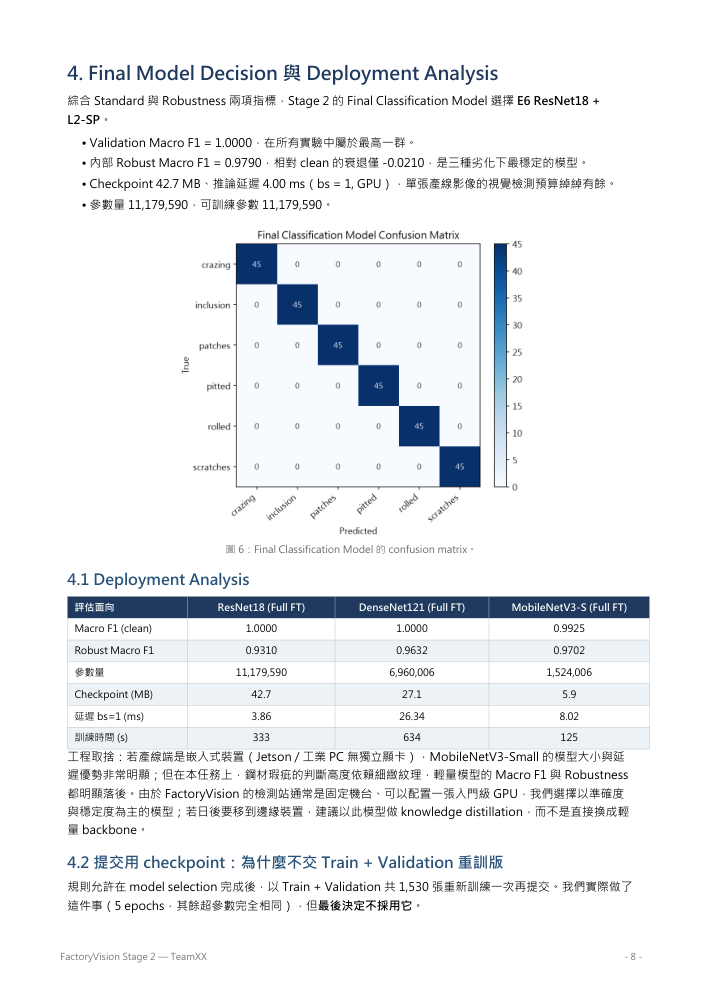 4. Final Model Decision 與 Deployment Analysis
綜合 Standard 與 Robustness 兩項指標，Stage 2 的 Final Classification Model 選擇 E6 ResNet18 +
L2-SP。
• Validation Macro F1 = 1.0000，在所有實驗中屬於最高一群。
• 內部 Robust Macro F1 = 0.9790，相對 clean 的衰退僅 -0.0210，是三種劣化下最穩定的模型。
• Checkpoint 42.7 MB、推論延遲 4.00 ms（bs = 1, GPU），單張產線影像的視覺檢測預算綽綽有餘。
• 參數量 11,179,590，可訓練參數 11,179,590。
Final Classification Model Confusion Matrix
crazing 45 0 0 0 0 0
inclusion 0 45 0 0 0 0
patches 0 0 45 0 0 0
pitted 0 0 0 45 0 0
rolled 0 0 0 0 45 0
scratches 0 0 0 0 0 45
True
crazing inclusion patches pitted rolled scratches
Predicted
45
40
35
30
25
20
15
10
5
0
圖 6：Final Classification Model 的 confusion matrix。
4.1 Deployment Analysis
評估面向 ResNet18 (Full FT) DenseNet121 (Full FT) MobileNetV3-S (Full FT)
Macro F1 (clean) 1.0000 1.0000 0.9925
Robust Macro F1 0.9310 0.9632 0.9702
參數量 11,179,590 6,960,006 1,524,006
Checkpoint (MB) 42.7 27.1 5.9
延遲 bs=1 (ms) 3.86 26.34 8.02
訓練時間 (s) 333 634 125
工程取捨：若產線端是嵌入式裝置（Jetson / 工業 PC 無獨立顯卡），MobileNetV3-Small 的模型大小與延
遲優勢非常明顯；但在本任務上，鋼材瑕疵的判斷高度依賴細緻紋理，輕量模型的 Macro F1 與 Robustness
都明顯落後。由於 FactoryVision 的檢測站通常是固定機台、可以配置一張入門級 GPU，我們選擇以準確度
與穩定度為主的模型；若日後要移到邊緣裝置，建議以此模型做 knowledge distillation，而不是直接換成輕
量 backbone。
4.2 提交用 checkpoint：為什麼不交 Train + Validation 重訓版
規則允許在 model selection 完成後，以 Train + Validation 共 1,530 張重新訓練一次再提交。我們實際做了
這件事（5 epochs，其餘超參數完全相同），但最後決定不採用它。
FactoryVision Stage 2 — TeamXX
- 8 -